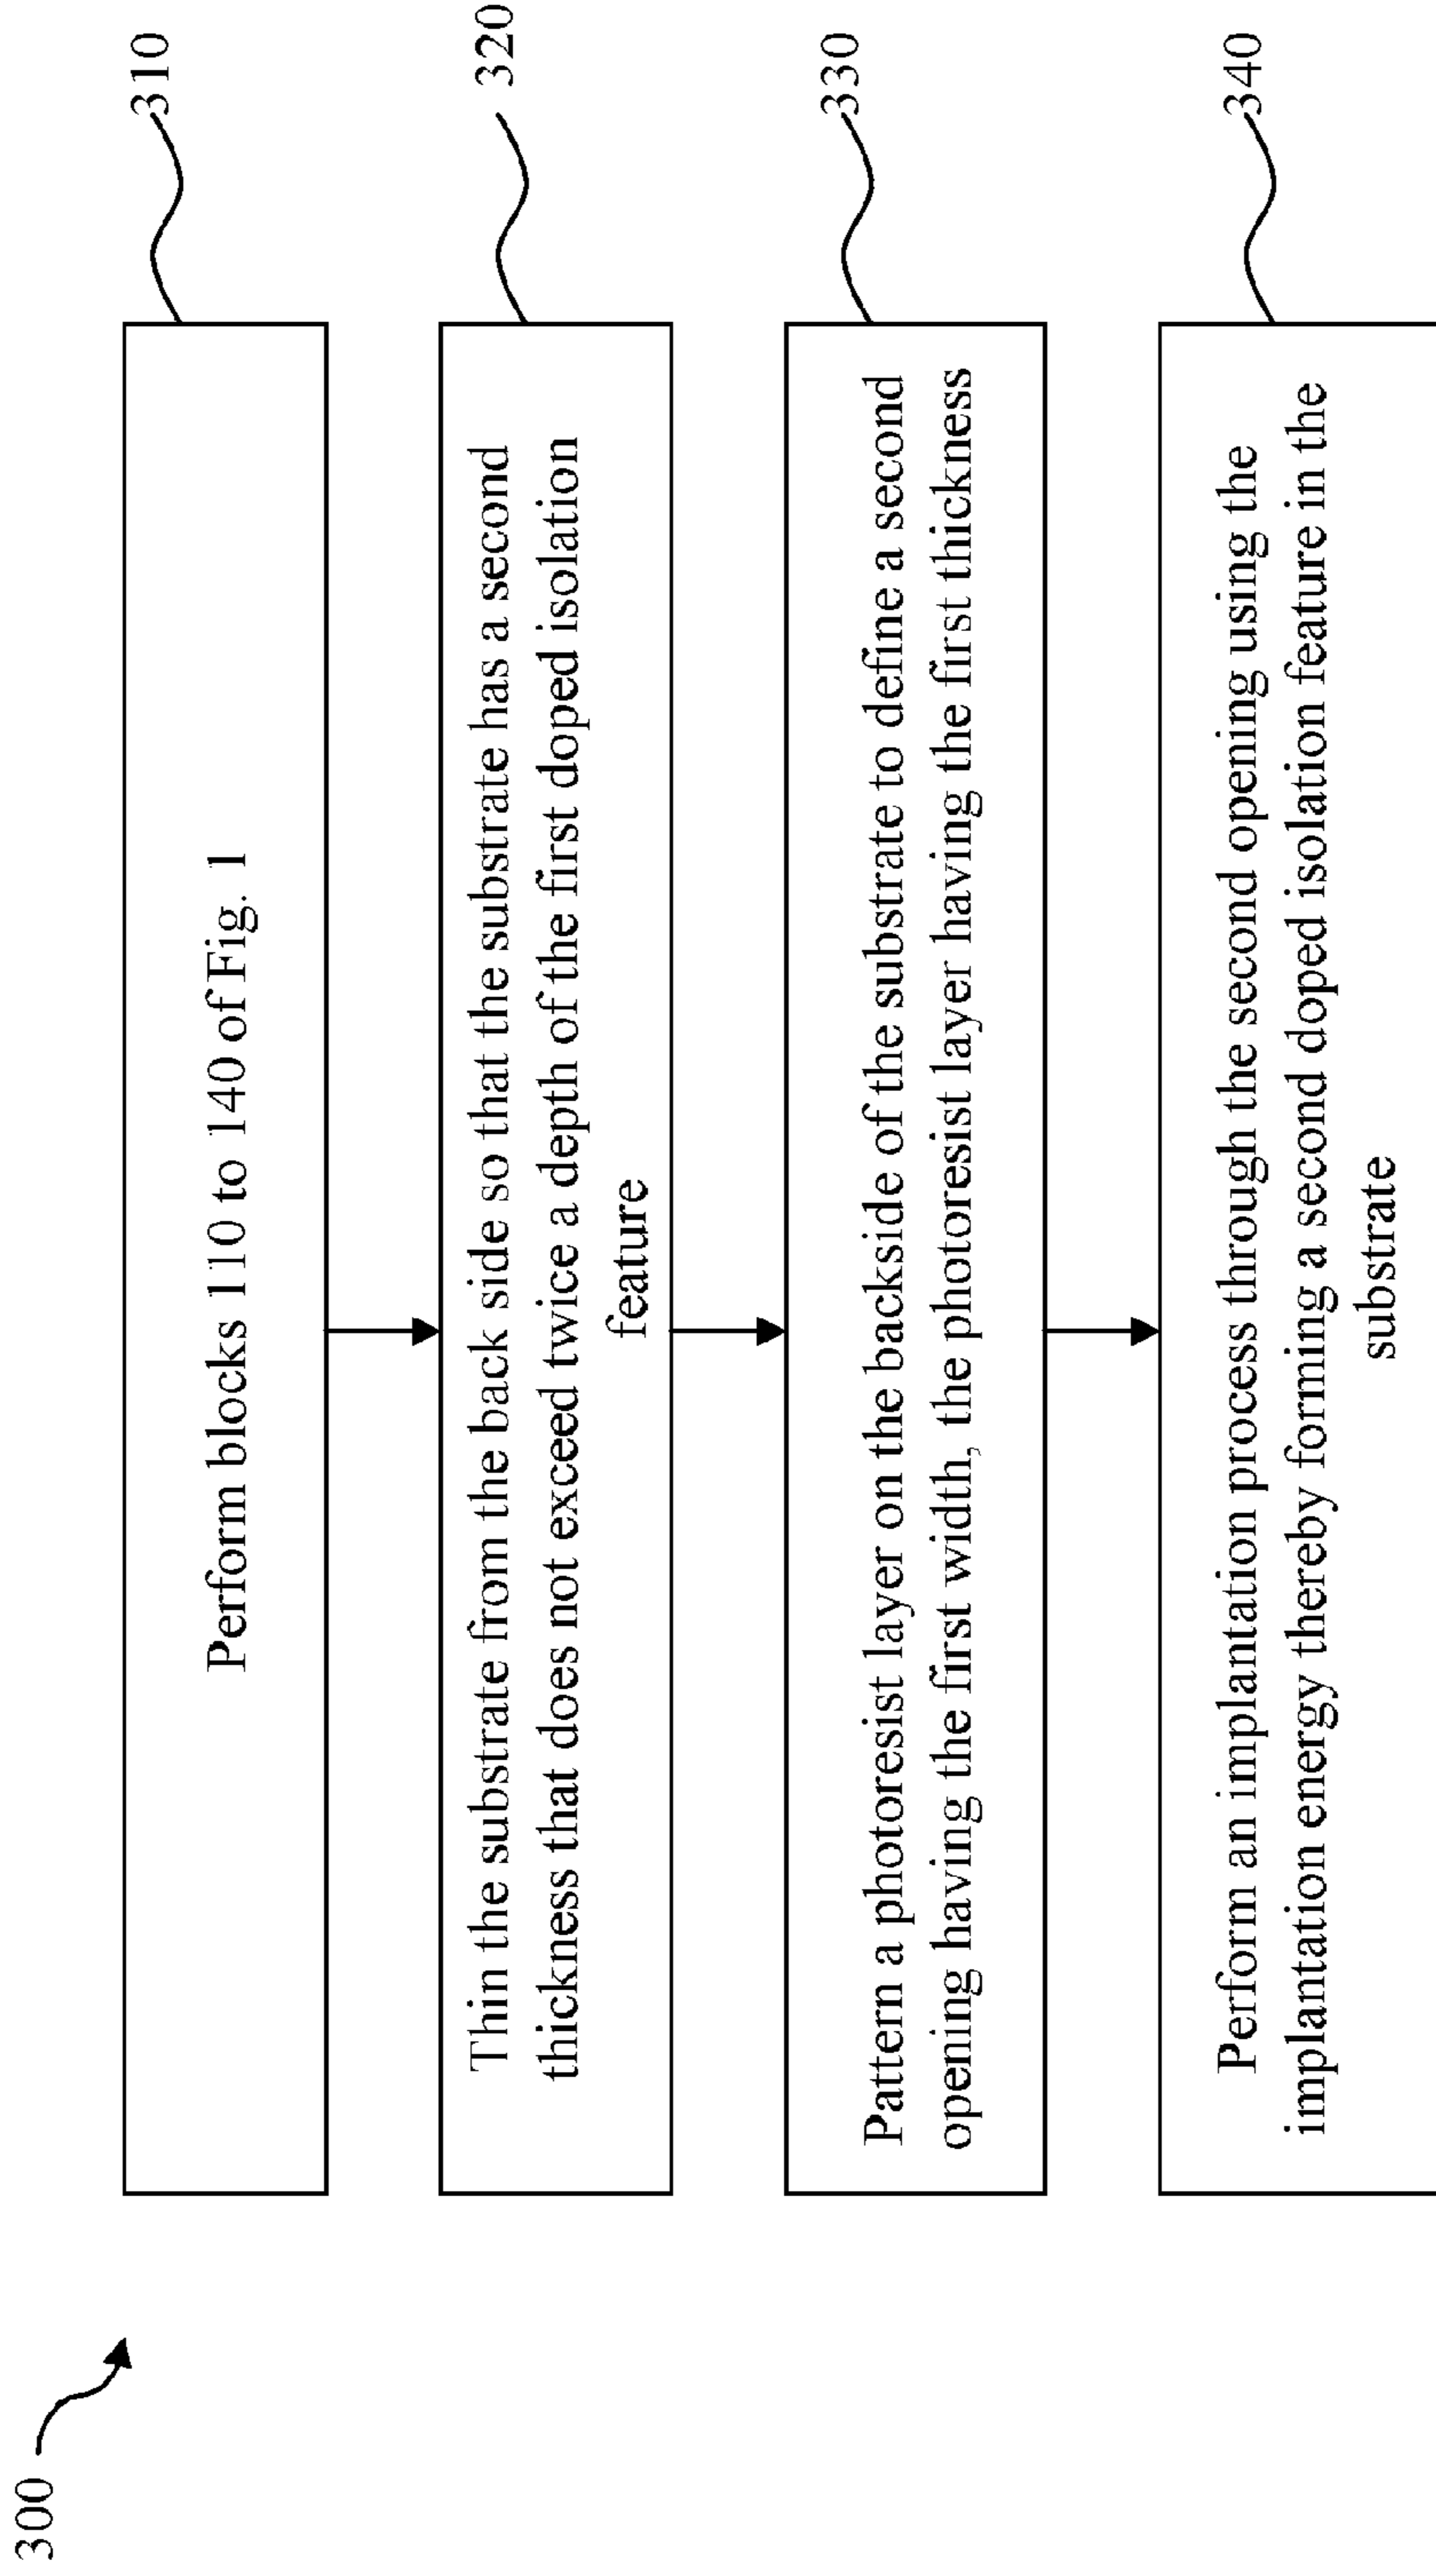 300
310
Perform blocks 110 to 140 of Fig. 1
320
Thin the substrate from the back side so that the substrate has a second
thickness that does not exceed twice a depth of the first doped isolation
feature
330
Pattern a photoresist layer on the backside of the substrate to define a second
opening having the first width, the photoresist layer having the first thickness
340
Perform an implantation process through the second opening using the
implantation energy thereby forming a second doped isolation feature in the
substrate